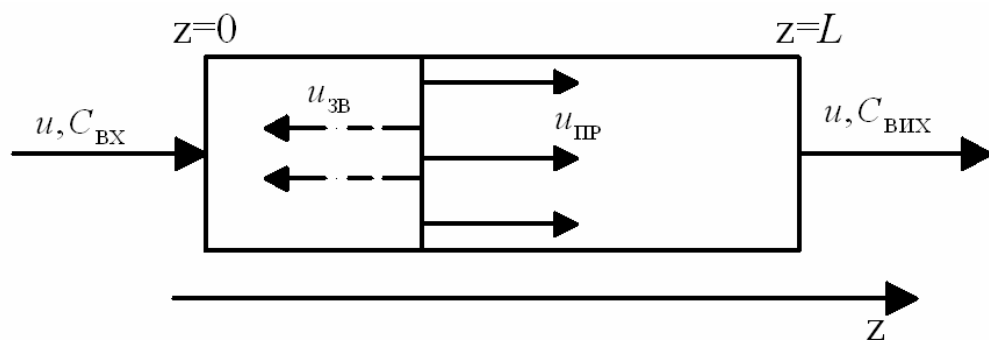 z=0
z=L
u, C_ВХ
u_ЗВ
u_ПР
u, C_ВИХ
z